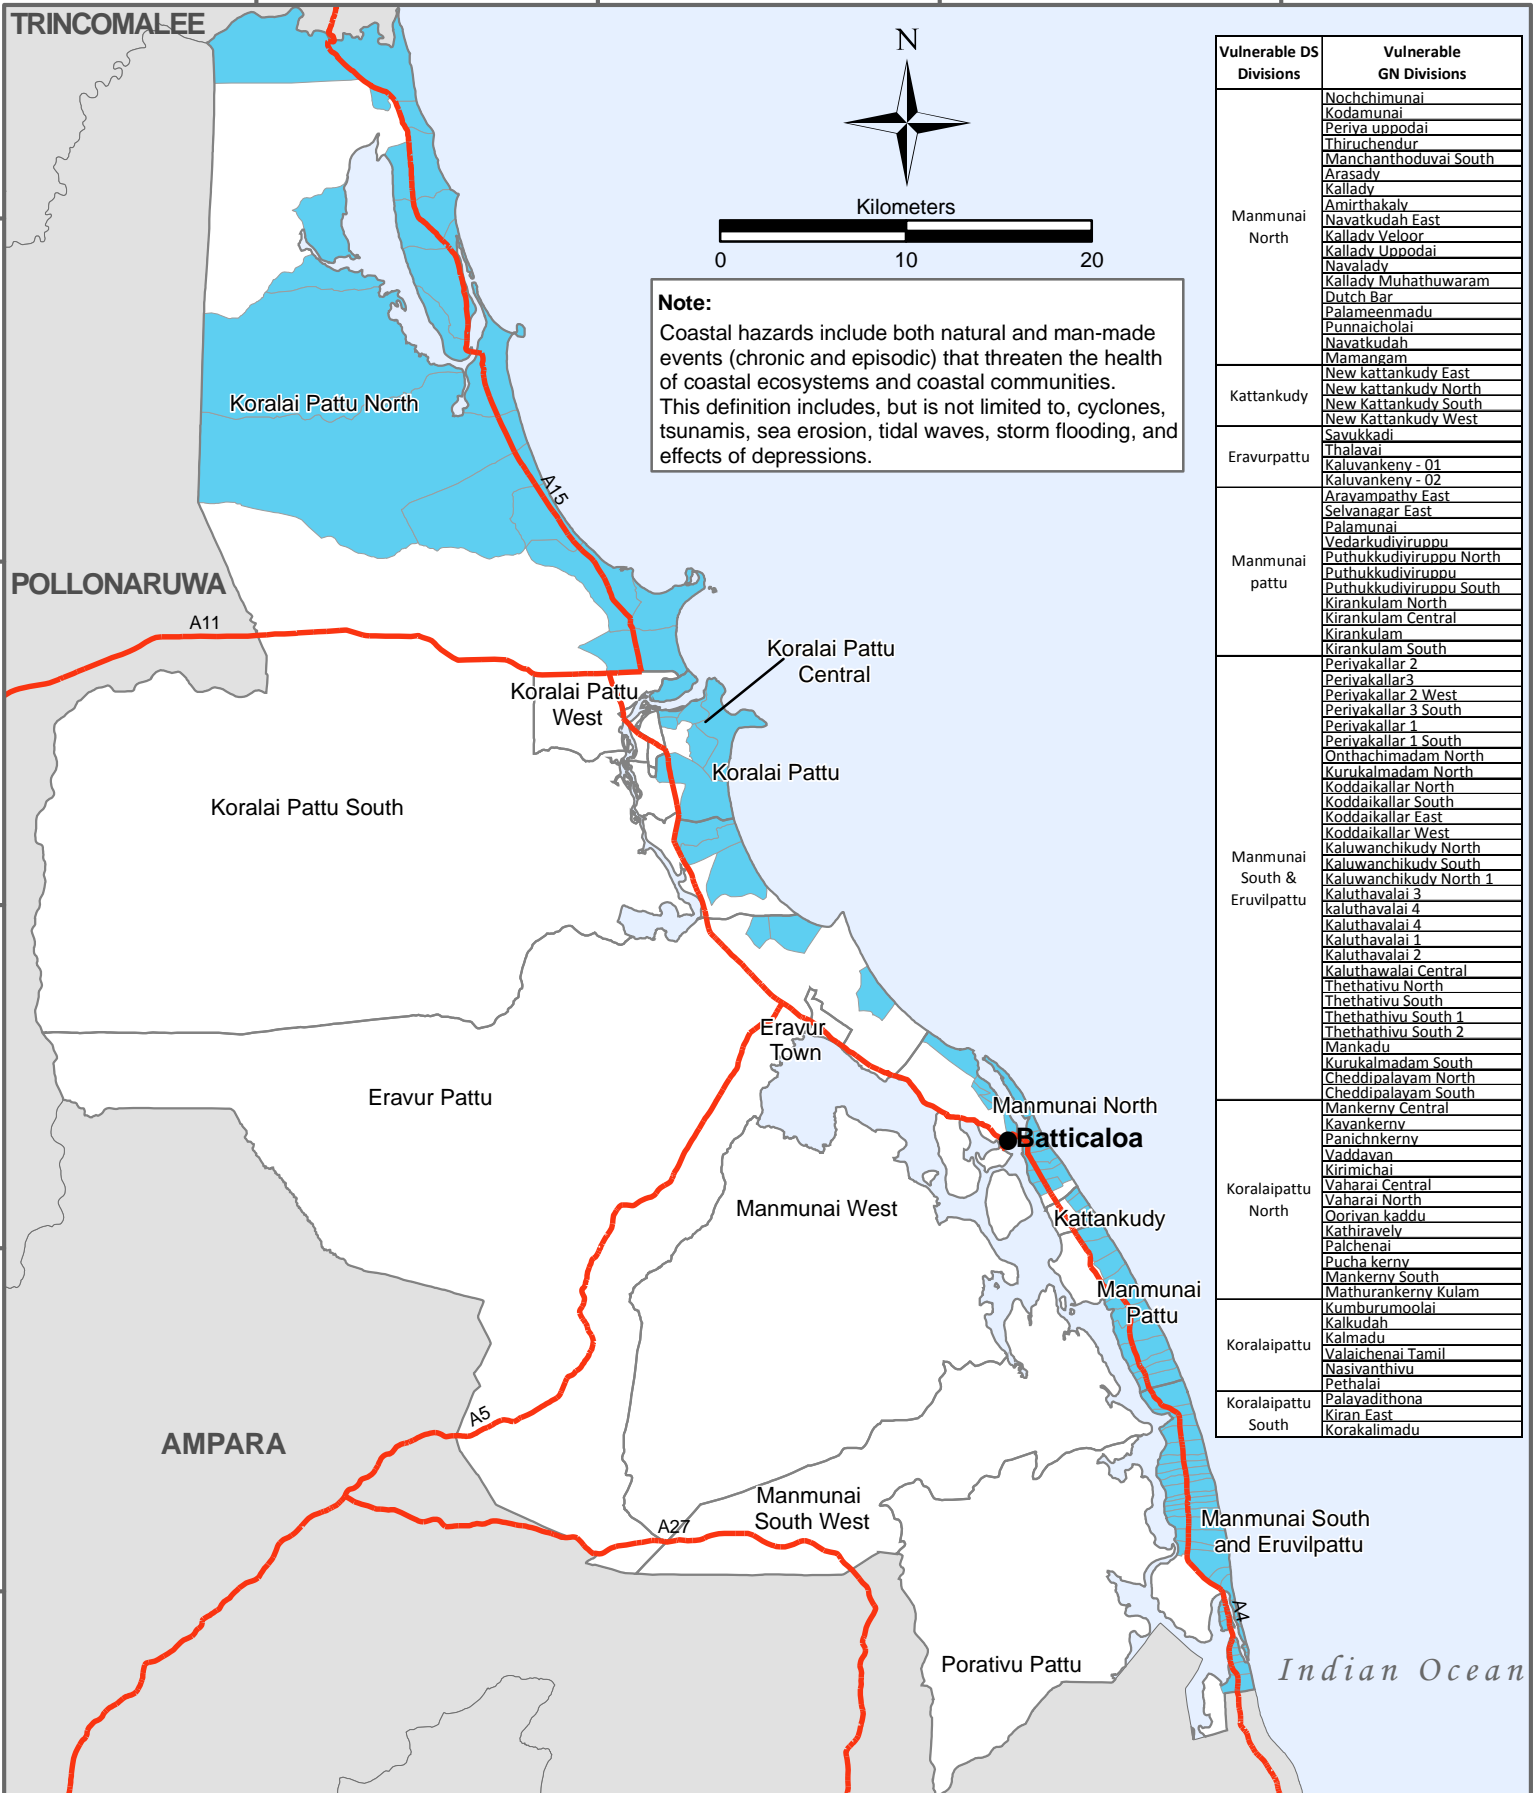 TRINCOMALEE
N
Kilometers
0 10 20
Note:
Coastal hazards include both natural and man-made
events (chronic and episodic) that threaten the health
of coastal ecosystems and coastal communities.
This definition includes, but is not limited to, cyclones,
tsunamis, sea erosion, tidal waves, storm flooding, and
effects of depressions.
Koralai Pattu North
A15
POLLONARUWA
A11
Koralai Pattu
Central
Koralai Pattu
West
Koralai Pattu
Koralai Pattu South
Eravur
Town
Eravur Pattu
Manmunai North
Batticaloa
Manmunai West
Kattankudy
Manmunai
Pattu
A5
AMPARA
Manmunai
South West
A27
Manmunai South
and Eruvilpattu
A4
Porativu Pattu
Indian Ocean
Vulnerable DS
Divisions
Vulnerable
GN Divisions
Manmunai
North
Nochchimunai
Kodamunai
Periya uppodai
Thiruchendur
Manchanthoduvai South
Arasady
Kallady
Amirthakaly
Navatkudah East
Kallady Veloor
Kallady Uppodai
Navalady
Kallady Muhathuwaram
Dutch Bar
Palameenmadu
Punnaicholai
Navatkudah
Mamangam
Kattankudy
New kattankudy East
New kattankudy North
New Kattankudy South
New Kattankudy West
Eravurpattu
Savukkadi
Thalavai
Kaluvankeny - 01
Kaluvankeny - 02
Manmunai
pattu
Arayampathy East
Selvanagar East
Palamunai
Vedarkudiyiruppu
Puthukkudiyiruppu North
Puthukkudiyiruppu
Puthukkudiyiruppu South
Kirankulam North
Kirankulam Central
Kirankulam
Kirankulam South
Manmunai
South &
Eruvilpattu
Periyakallar 2
Periyakallar3
Periyakallar 2 West
Periyakallar 3 South
Periyakallar 1
Periyakallar 1 South
Onthachimadam North
Kurukalmadam North
Koddaikallar North
Koddaikallar South
Koddaikallar East
Koddaikallar West
Kaluwanchikudy North
Kaluwanchikudy South
Kaluwanchikudy North 1
Kaluthavalai 3
kaluthavalai 4
Kaluthavalai 4
Kaluthavalai 1
Kaluthavalai 2
Kaluthawalai Central
Thethativu North
Thethativu South
Thethathivu South 1
Thethathivu South 2
Mankadu
Kurukalmadam South
Cheddipalayam North
Cheddipalayam South
Koralaipattu
North
Mankerny Central
Kayankerny
Panichnkerny
Vaddavan
Kirimichai
Vaharai Central
Vaharai North
Ooriyan kaddu
Kathiravely
Palchenai
Pucha kerny
Mankerny South
Mathurankerny Kulam
Koralaipattu
Kumburumoolai
Kalkudah
Kalmadu
Valaichenai Tamil
Nasivanthivu
Pethalai
Koralaipattu
South
Palayadithona
Kiran East
Korakalimadu